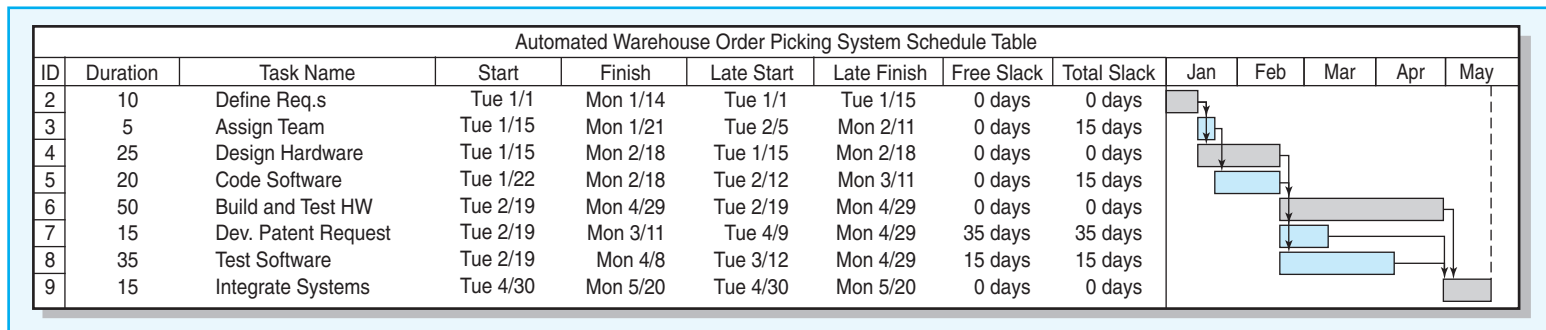 Automated Warehouse Order Picking System Schedule Table
ID Duration Task Name Start Finish Late Start Late Finish Free Slack Total Slack Jan Feb Mar Apr May
2 10 Define Req.s Tue 1/1 Mon 1/14 Tue 1/1 Tue 1/15 0 days 0 days
3 5 Assign Team Tue 1/15 Mon 1/21 Tue 2/5 Mon 2/11 0 days 15 days
4 25 Design Hardware Tue 1/15 Mon 2/18 Tue 1/15 Mon 2/18 0 days 0 days
5 20 Code Software Tue 1/22 Mon 2/18 Tue 2/12 Mon 3/11 0 days 15 days
6 50 Build and Test HW Tue 2/19 Mon 4/29 Tue 2/19 Mon 4/29 0 days 0 days
7 15 Dev. Patent Request Tue 2/19 Mon 3/11 Tue 4/9 Mon 4/29 35 days 35 days
8 35 Test Software Tue 2/19 Mon 4/8 Tue 3/12 Mon 4/29 15 days 15 days
9 15 Integrate Systems Tue 4/30 Mon 5/20 Tue 4/30 Mon 5/20 0 days 0 days